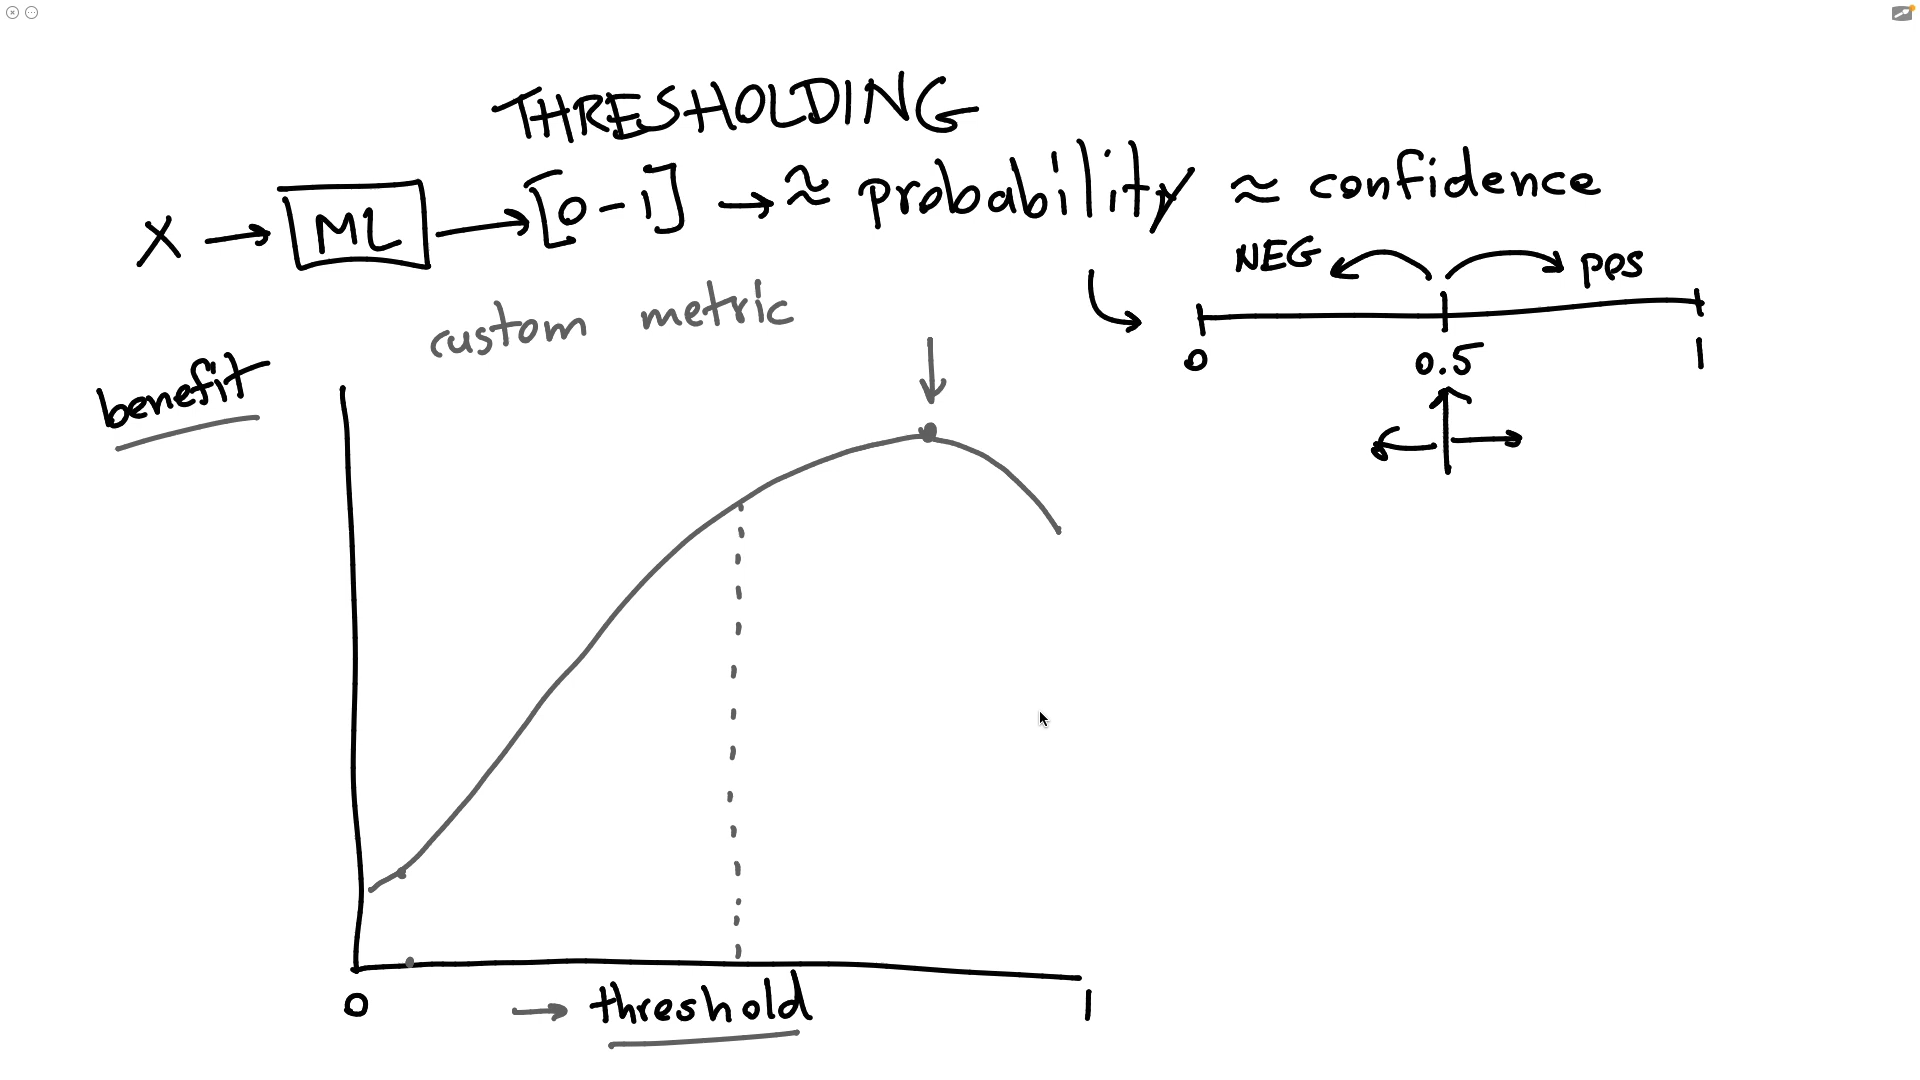 THRESHOLDING
X → ML → [0-1] → ≈ probability ≈ confidence
NEG pos
0 0.5 1
custom metric
benefit
0 → threshold 1